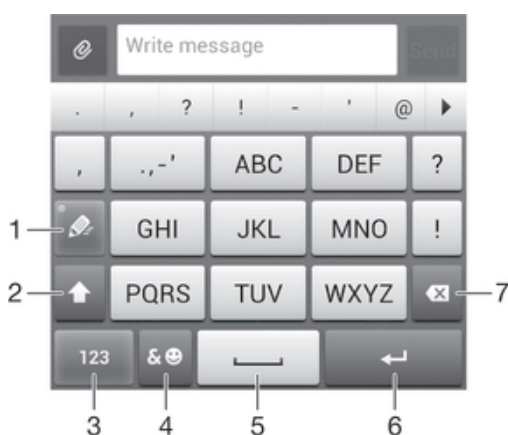 Write message Send
. , ? ! - ' @
, .,-' ABC DEF ?
1 GHI JKL MNO !
2 PQRS TUV WXYZ 7
123 &
3 4 5 6